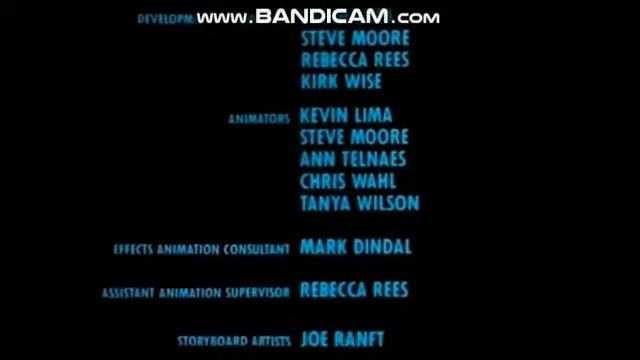 www.BANDICAM.com
STEVE MOORE
REBECCA REES
KIRK WISE
ANIMATORS KEVIN LIMA
STEVE MOORE
ANN TELNAES
CHRIS WAHL
TANYA WILSON
EFFECTS ANIMATION CONSULTANT MARK DINDAL
ASSISTANT ANIMATION SUPERVISOR REBECCA REES
STORYBOARD ARTISTS JOE RANFT